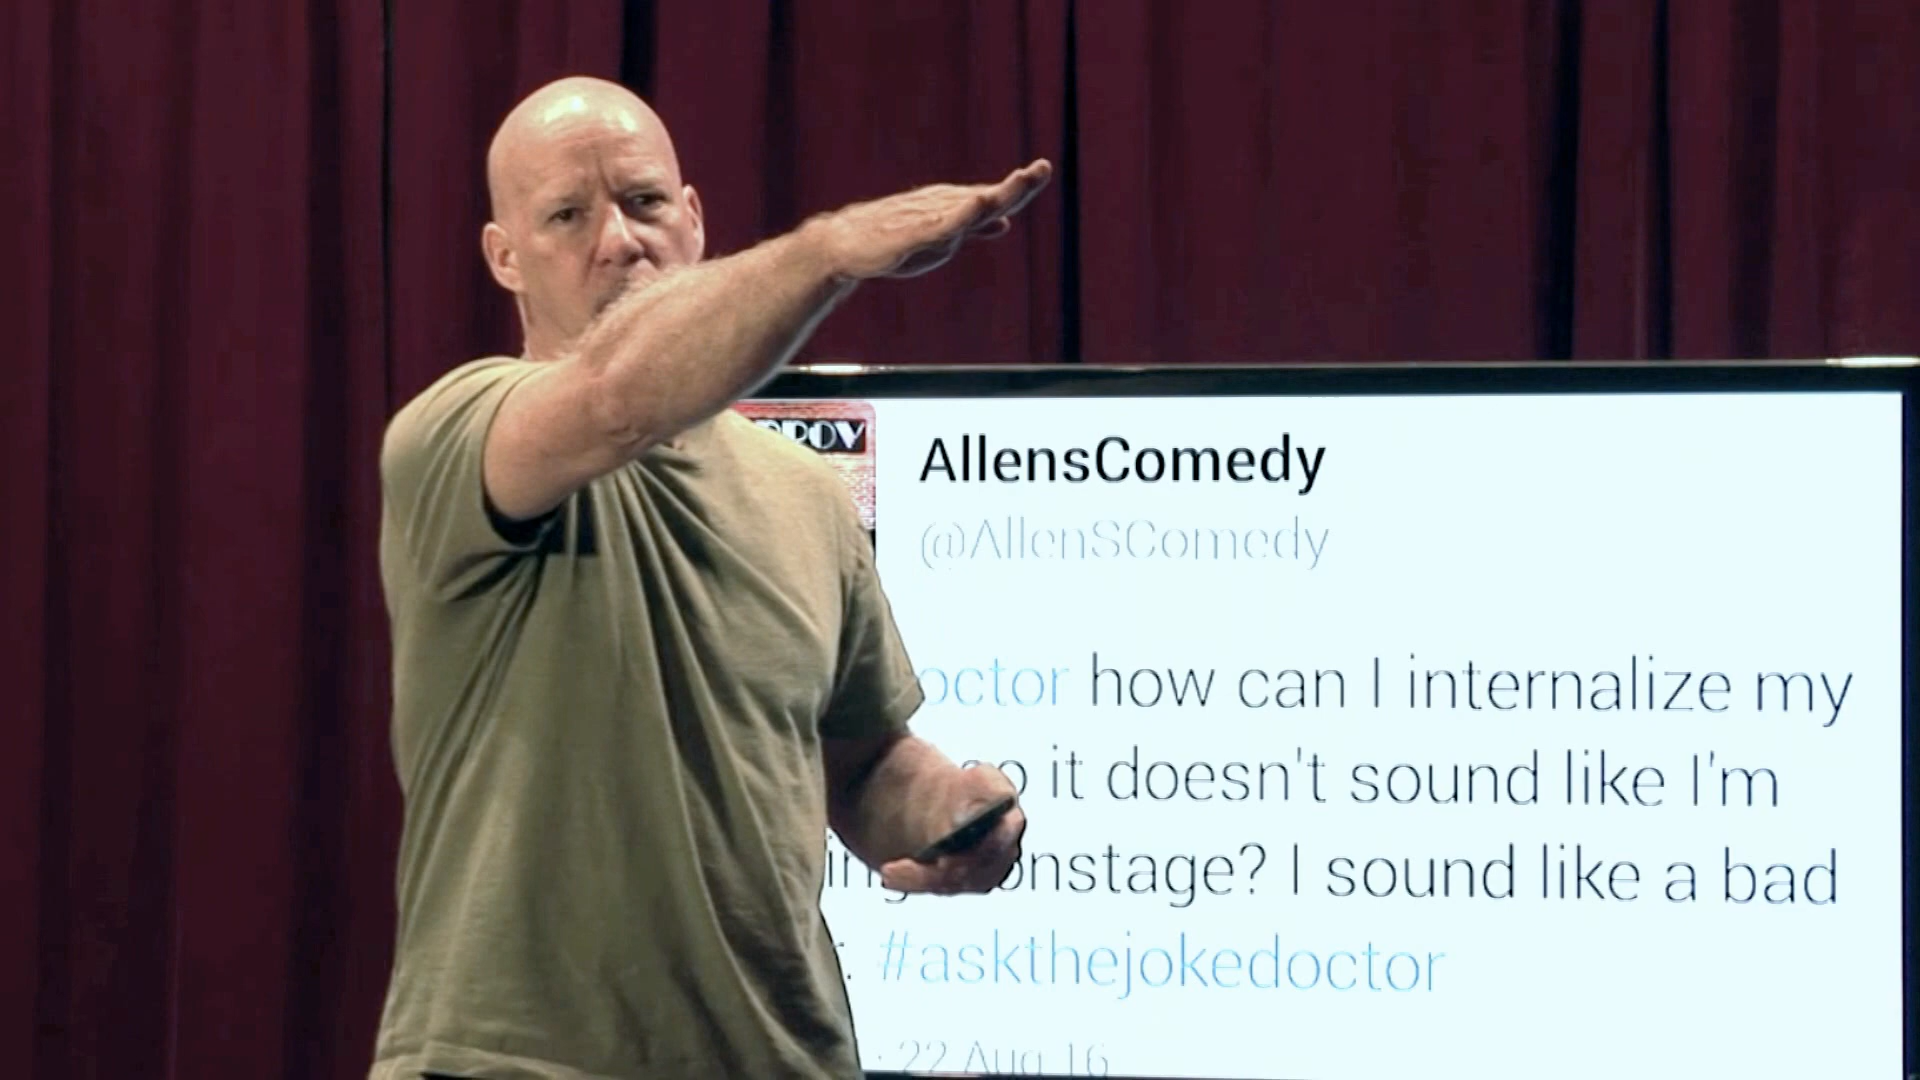 AllensComedy
@AllenSComedy
octor how can I internalize my
so it doesn't sound like I'm
onstage? I sound like a bad
#askthejokedoctor
22 Aug 16